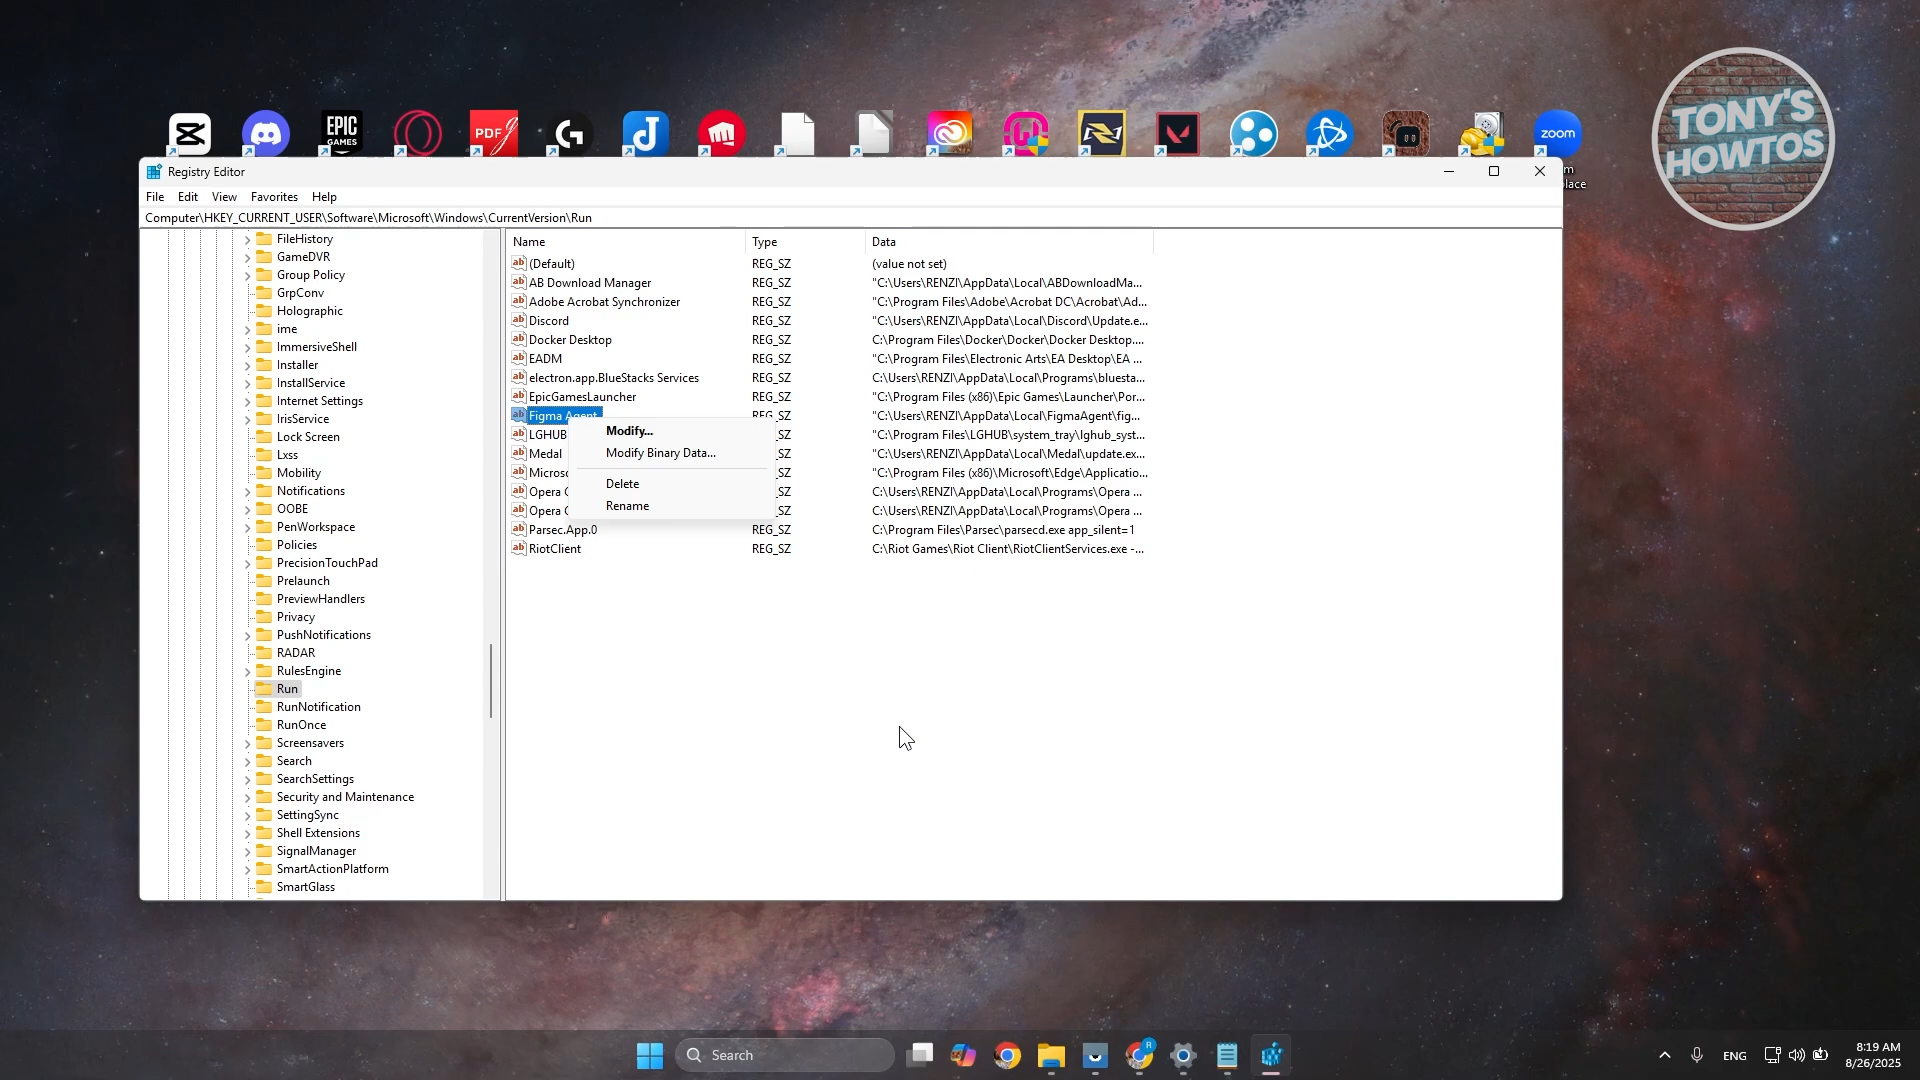 TONY'S
HOWTOS
EPIC
GAMES
PDF
zoom
Registry Editor
File Edit View Favorites Help
Computer\HKEY_CURRENT_USER\Software\Microsoft\Windows\CurrentVersion\Run
FileHistory
GameDVR
Group Policy
GrpConv
Holographic
ime
ImmersiveShell
Installer
InstallService
Internet Settings
IrisService
Lock Screen
Lxss
Mobility
Notifications
OOBE
PenWorkspace
Policies
PrecisionTouchPad
Prelaunch
PreviewHandlers
Privacy
PushNotifications
RADAR
RulesEngine
Run
RunNotification
RunOnce
Screensavers
Search
SearchSettings
Security and Maintenance
SettingSync
Shell Extensions
SignalManager
SmartActionPlatform
SmartGlass
Name Type Data
(Default) REG_SZ (value not set)
AB Download Manager REG_SZ "C:\Users\RENZI\AppData\Local\ABDownloadMa...
Adobe Acrobat Synchronizer REG_SZ "C:\Program Files\Adobe\Acrobat DC\Acrobat\Ad...
Discord REG_SZ "C:\Users\RENZI\AppData\Local\Discord\Update.e...
Docker Desktop REG_SZ C:\Program Files\Docker\Docker\Docker Desktop....
EADM REG_SZ "C:\Program Files\Electronic Arts\EA Desktop\EA ...
electron.app.BlueStacks Services REG_SZ C:\Users\RENZI\AppData\Local\Programs\bluesta...
EpicGamesLauncher REG_SZ "C:\Program Files (x86)\Epic Games\Launcher\Por...
Figma Agent REG_SZ "C:\Users\RENZI\AppData\Local\FigmaAgent\fig...
LGHUB _SZ "C:\Program Files\LGHUB\system_tray\lghub_syst...
Medal _SZ "C:\Users\RENZI\AppData\Local\Medal\update.ex...
Microso _SZ "C:\Program Files (x86)\Microsoft\Edge\Applicatio...
Opera _SZ C:\Users\RENZI\AppData\Local\Programs\Opera ...
Opera _SZ C:\Users\RENZI\AppData\Local\Programs\Opera ...
Parsec.App.0 REG_SZ C:\Program Files\Parsec\parsecd.exe app_silent=1
RiotClient REG_SZ C:\Riot Games\Riot Client\RiotClientServices.exe -...
Modify...
Modify Binary Data...
Delete
Rename
Search
ENG
8:19 AM
8/26/2025